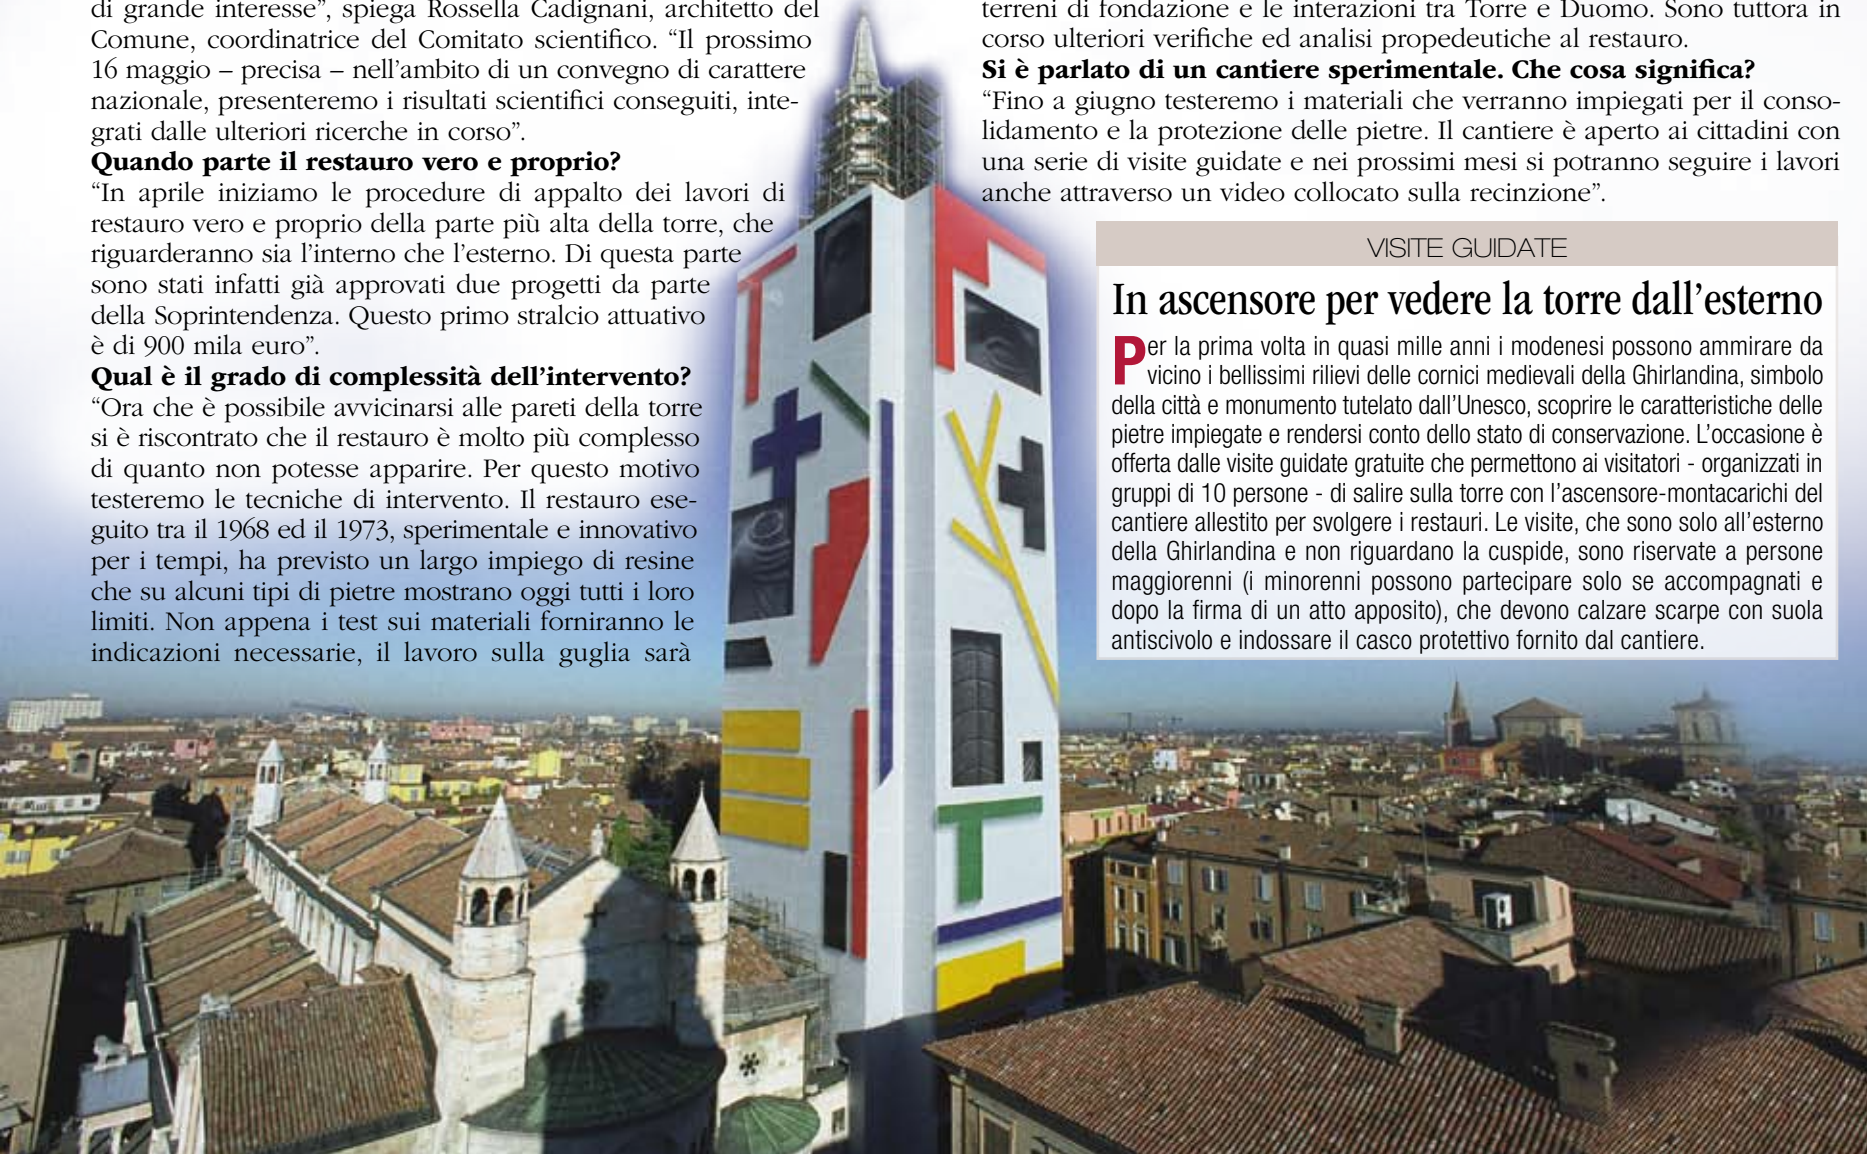 di grande interesse”, spiega Rossella Cadignani, architetto del
Comune, coordinatrice del Comitato scientifico. “Il prossimo
16 maggio – precisa – nell’ambito di un convegno di carattere
nazionale, presenteremo i risultati scientifici conseguiti, inte-
grati dalle ulteriori ricerche in corso”.
Quando parte il restauro vero e proprio?
“In aprile iniziamo le procedure di appalto dei lavori di
restauro vero e proprio della parte più alta della torre, che
riguarderanno sia l’interno che l’esterno. Di questa parte
sono stati infatti già approvati due progetti da parte
della Soprintendenza. Questo primo stralcio attuativo
è di 900 mila euro”.
Qual è il grado di complessità dell’intervento?
“Ora che è possibile avvicinarsi alle pareti della torre
si è riscontrato che il restauro è molto più complesso
di quanto non potesse apparire. Per questo motivo
testeremo le tecniche di intervento. Il restauro ese-
guito tra il 1968 ed il 1973, sperimentale e innovativo
per i tempi, ha previsto un largo impiego di resine
che su alcuni tipi di pietre mostrano oggi tutti i loro
limiti. Non appena i test sui materiali forniranno le
indicazioni necessarie, il lavoro sulla guglia sarà
terreni di fondazione e le interazioni tra Torre e Duomo. Sono tuttora in
corso ulteriori verifiche ed analisi propedeutiche al restauro.
Si è parlato di un cantiere sperimentale. Che cosa significa?
“Fino a giugno testeremo i materiali che verranno impiegati per il conso-
lidamento e la protezione delle pietre. Il cantiere è aperto ai cittadini con
una serie di visite guidate e nei prossimi mesi si potranno seguire i lavori
anche attraverso un video collocato sulla recinzione”.
VISITE GUIDATE
In ascensore per vedere la torre dall’esterno
Per la prima volta in quasi mille anni i modenesi possono ammirare da
vicino i bellissimi rilievi delle cornici medievali della Ghirlandina, simbolo
della città e monumento tutelato dall’Unesco, scoprire le caratteristiche delle
pietre impiegate e rendersi conto dello stato di conservazione. L’occasione è
offerta dalle visite guidate gratuite che permettono ai visitatori - organizzati in
gruppi di 10 persone - di salire sulla torre con l’ascensore-montacarichi del
cantiere allestito per svolgere i restauri. Le visite, che sono solo all’esterno
della Ghirlandina e non riguardano la cuspide, sono riservate a persone
maggiorenni (i minorenni possono partecipare solo se accompagnati e
dopo la firma di un atto apposito), che devono calzare scarpe con suola
antiscivolo e indossare il casco protettivo fornito dal cantiere.